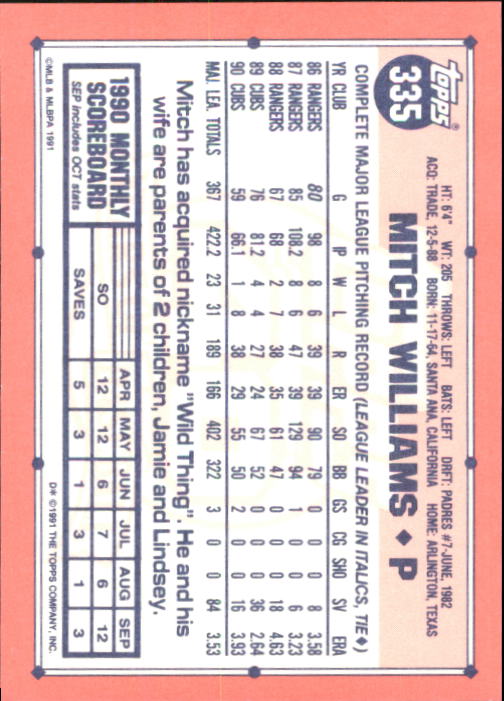 Topps®
335
HT: 6'4" WT: 205 THROWS: LEFT BATS: LEFT DRFT: PADRES #7-JUNE, 1982
ACQ: TRADE, 12-5-88 BORN: 11-17-64, SANTA ANA, CALIFORNIA HOME: ARLINGTON, TEXAS
MITCH WILLIAMS ◆ P
COMPLETE MAJOR LEAGUE PITCHING RECORD (LEAGUE LEADER IN ITALICS, TIE◆)
YR CLUB G IP W L R ER SO BB GS CG SHO SV ERA
86 RANGERS 80 98 8 6 39 39 90 79 0 0 0 8 3.58
87 RANGERS 85 108.2 8 6 47 39 129 94 1 0 0 6 3.23
88 RANGERS 67 68 2 7 38 35 61 47 0 0 0 18 4.63
89 CUBS 76 81.2 4 4 27 24 67 52 0 0 0 36 2.64
90 CUBS 59 66.1 1 8 38 29 55 50 2 0 0 16 3.93
MAJ. LEA. TOTALS 367 422.2 23 31 189 166 402 322 3 0 0 84 3.53
Mitch has acquired nickname "Wild Thing". He and his
wife are parents of 2 children, Jamie and Lindsey.
1990 MONTHLY
SCOREBOARD
SEP includes OCT stats
APR MAY JUN JUL AUG SEP
SO 12 12 6 7 6 12
SAVES 5 3 1 3 1 3
©MLB & MLBPA 1991
D* ©1991 THE TOPPS COMPANY, INC.